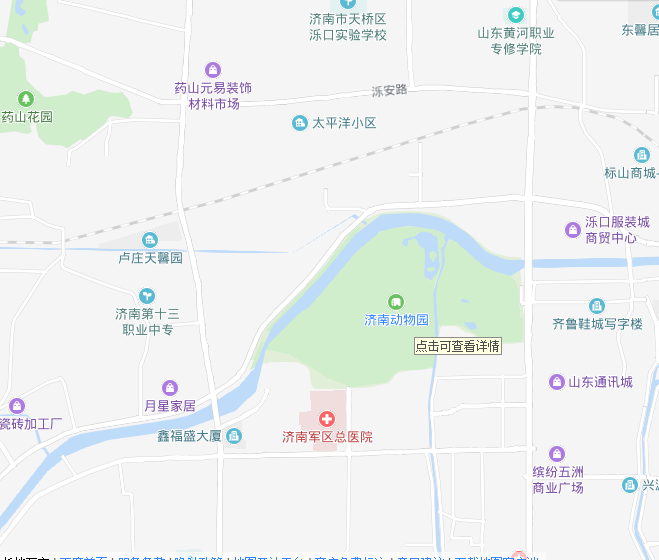 济南市天桥区
泺口实验学校
山东黄河职业
专修学院
东馨居
药山元易装饰
材料市场
泺安路
药山花园
太平洋小区
标山商城
泺口服装城
商贸中心
卢庄天馨园
济南第十三
职业中专
济南动物园
齐鲁鞋城写字楼
点击可查看详情
山东通讯城
月星家居
瓷砖加工厂
鑫福盛大厦
济南军区总医院
缤纷五洲
商业广场